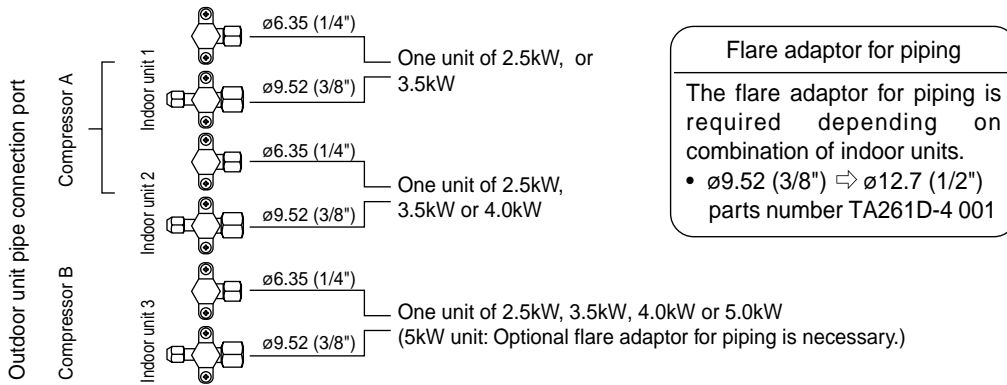 Outdoor unit pipe connection port
Compressor A
Compressor B
Indoor unit 1
Indoor unit 2
Indoor unit 3
ø6.35 (1/4")
ø9.52 (3/8")
One unit of 2.5kW, or
3.5kW
ø6.35 (1/4")
ø9.52 (3/8")
One unit of 2.5kW,
3.5kW or 4.0kW
ø6.35 (1/4")
ø9.52 (3/8")
One unit of 2.5kW, 3.5kW, 4.0kW or 5.0kW
(5kW unit: Optional flare adaptor for piping is necessary.)
Flare adaptor for piping
The flare adaptor for piping is
required depending on
combination of indoor units.
• ø9.52 (3/8") ⇨ ø12.7 (1/2")
parts number TA261D-4 001